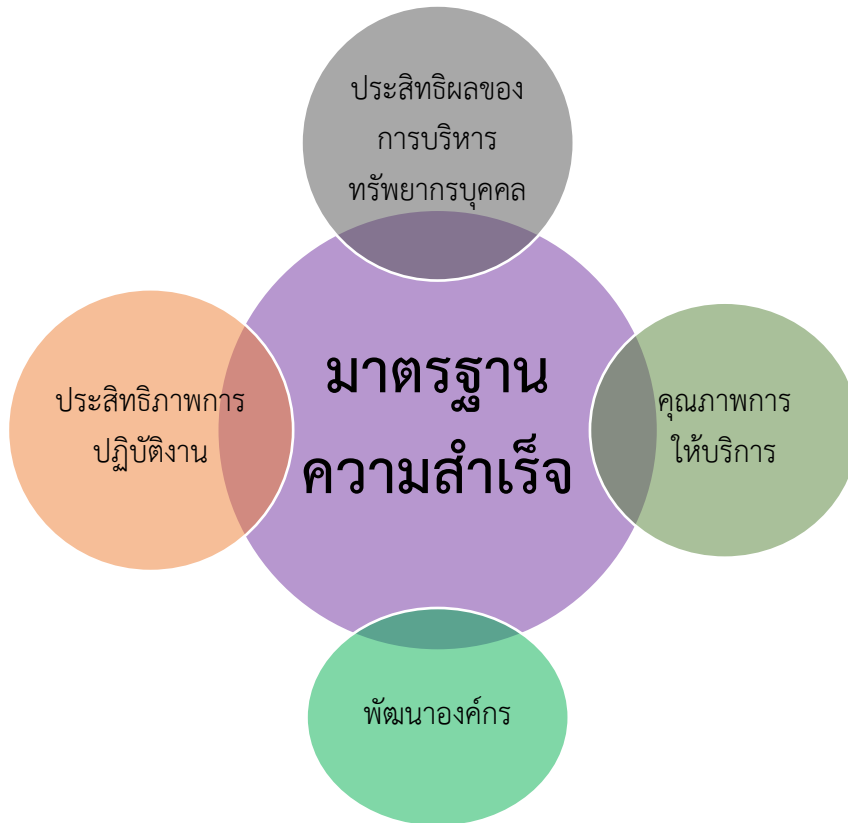 ประสิทธิผลของ
การบริหาร
ทรัพยากรบุคคล
มาตรฐาน
ความสำเร็จ
ประสิทธิภาพการ
ปฏิบัติงาน
คุณภาพการ
ให้บริการ
พัฒนาองค์กร